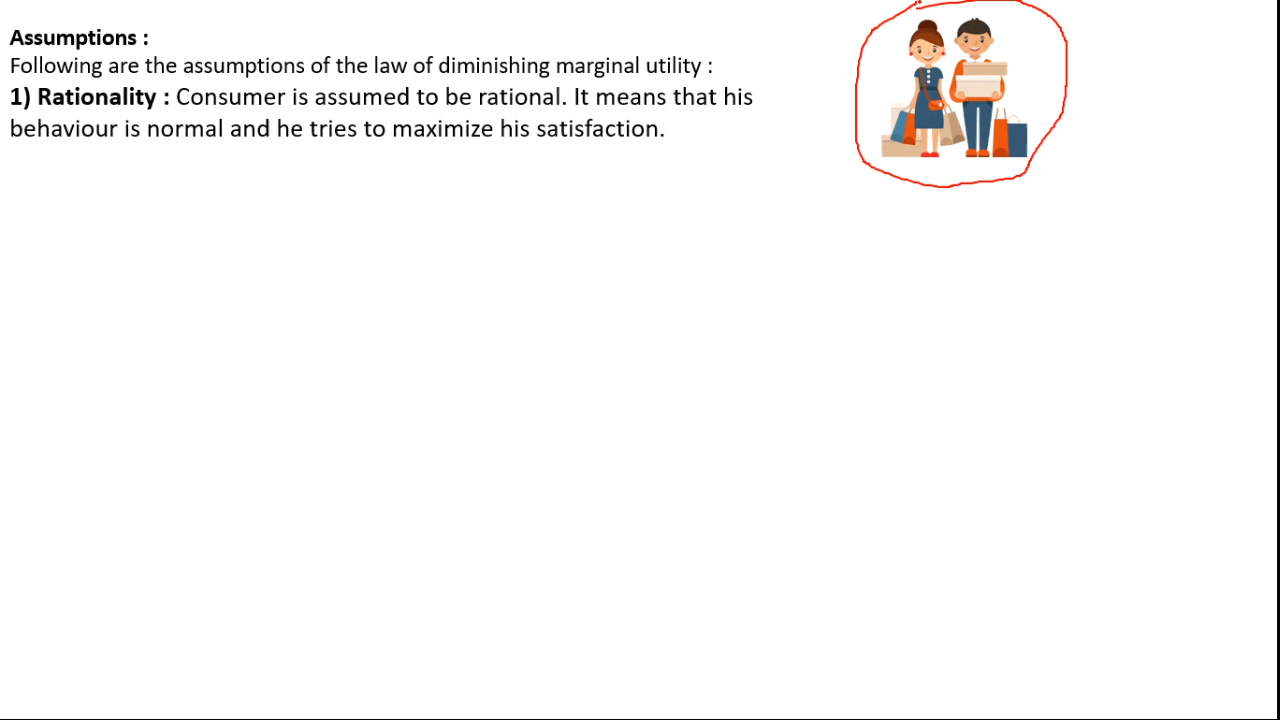 Assumptions :
Following are the assumptions of the law of diminishing marginal utility :
1) Rationality : Consumer is assumed to be rational. It means that his
behaviour is normal and he tries to maximize his satisfaction.